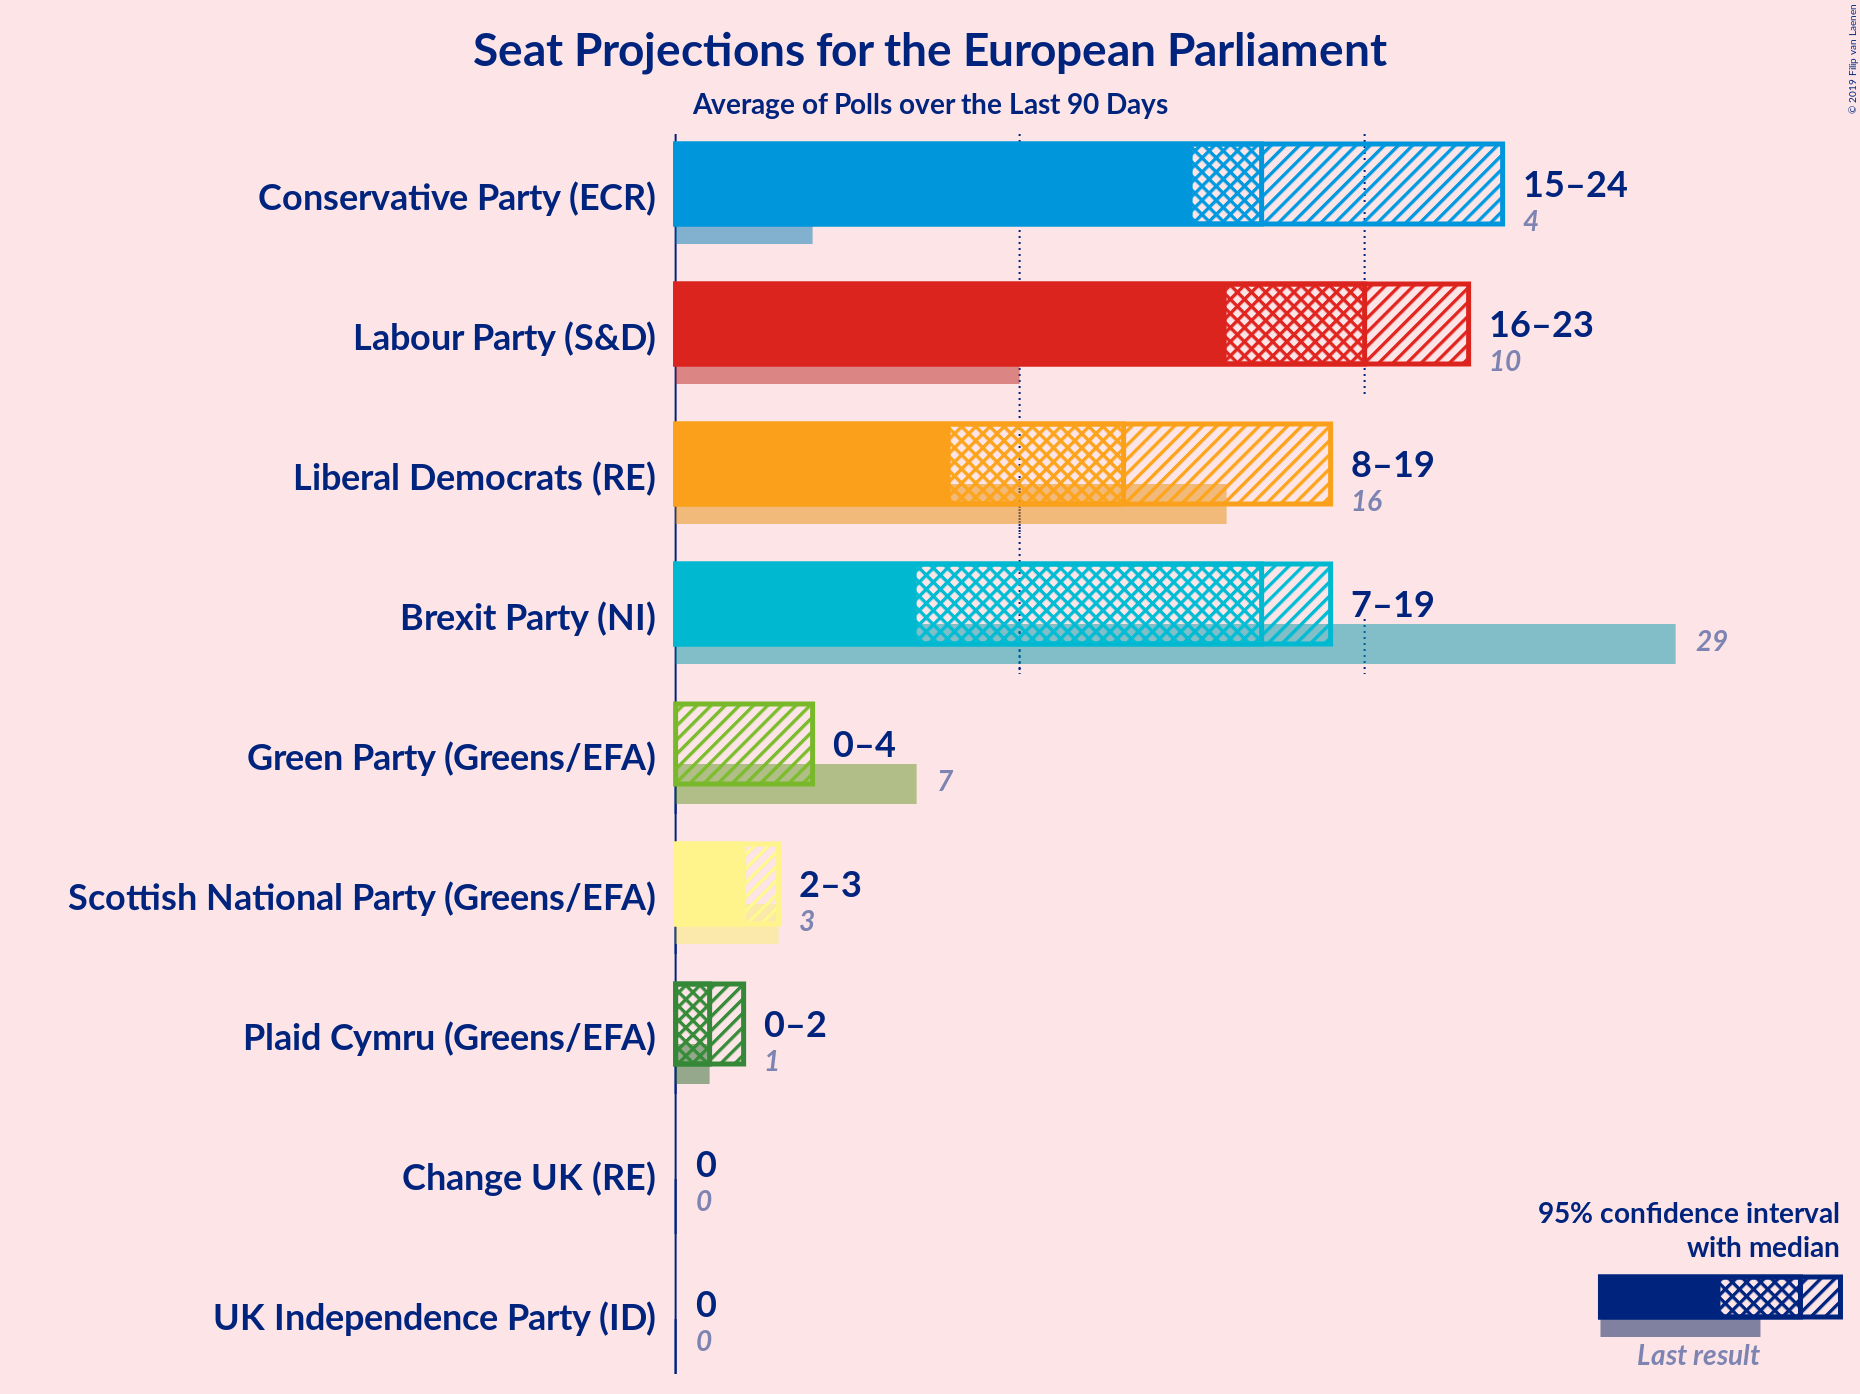 Seat Projections for the European Parliament
Average of Polls over the Last 90 Days
© 2019 Filip van Laenen
Conservative Party (ECR)
15–24
4
Labour Party (S&D)
16–23
10
Liberal Democrats (RE)
8–19
16
Brexit Party (NI)
7–19
29
Green Party (Greens/EFA)
0–4
7
Scottish National Party (Greens/EFA)
2–3
3
Plaid Cymru (Greens/EFA)
0–2
1
Change UK (RE)
0
0
UK Independence Party (ID)
0
0
95% confidence interval
with median
Last result